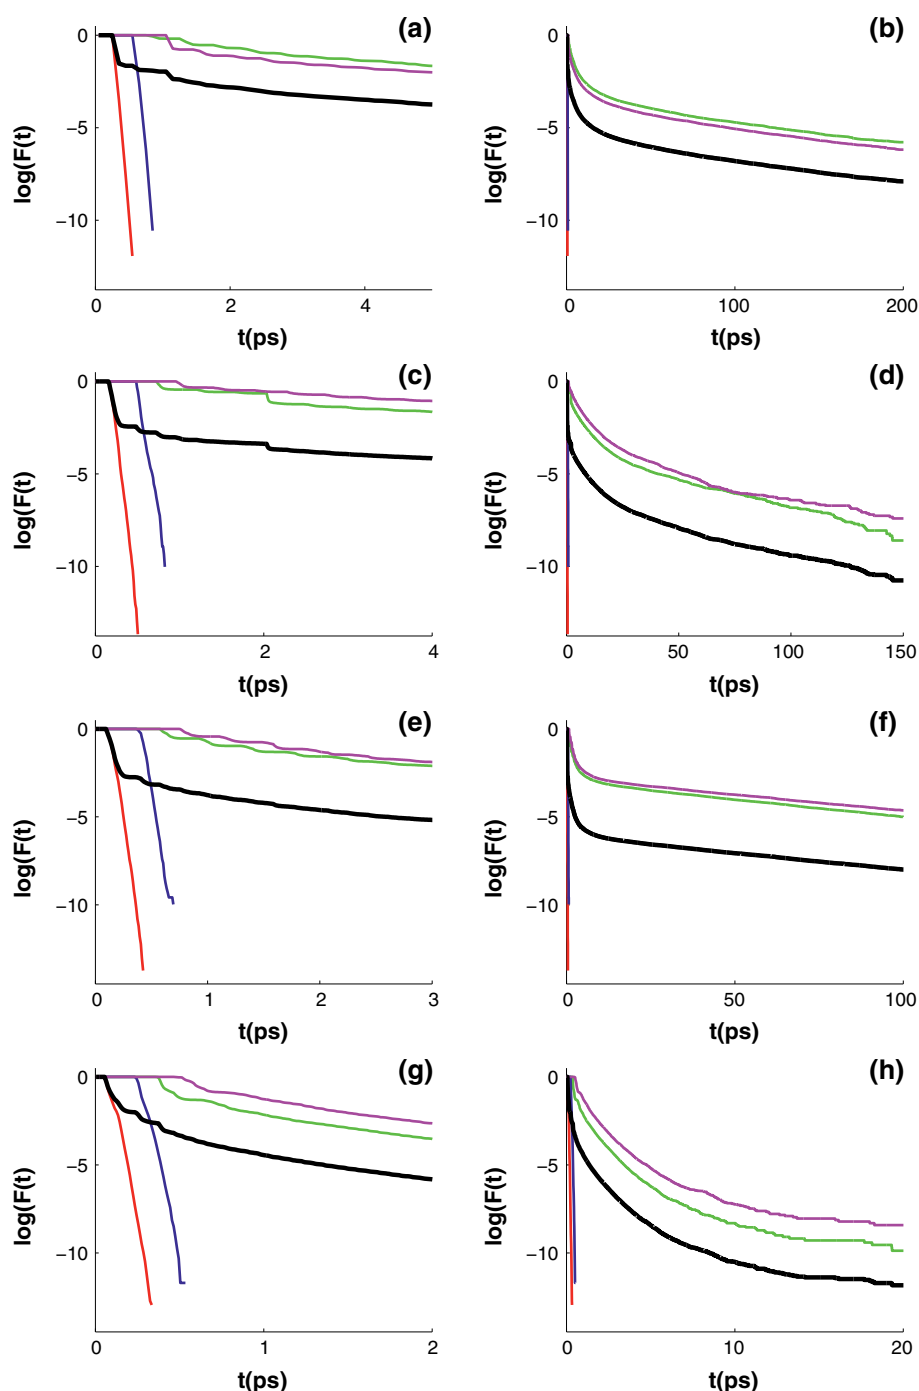 (a)
0
−5
−10
log(F(t)
0 2 4
t(ps)
(b)
0
−5
−10
log(F(t)
0 100 200
t(ps)
(c)
0
−5
−10
log(F(t)
0 2 4
t(ps)
(d)
0
−5
−10
log(F(t)
0 50 100 150
t(ps)
(e)
0
−5
−10
log(F(t)
0 1 2 3
t(ps)
(f)
0
−5
−10
log(F(t)
0 50 100
t(ps)
(g)
0
−5
−10
log(F(t)
0 1 2
t(ps)
(h)
0
−5
−10
log(F(t)
0 10 20
t(ps)